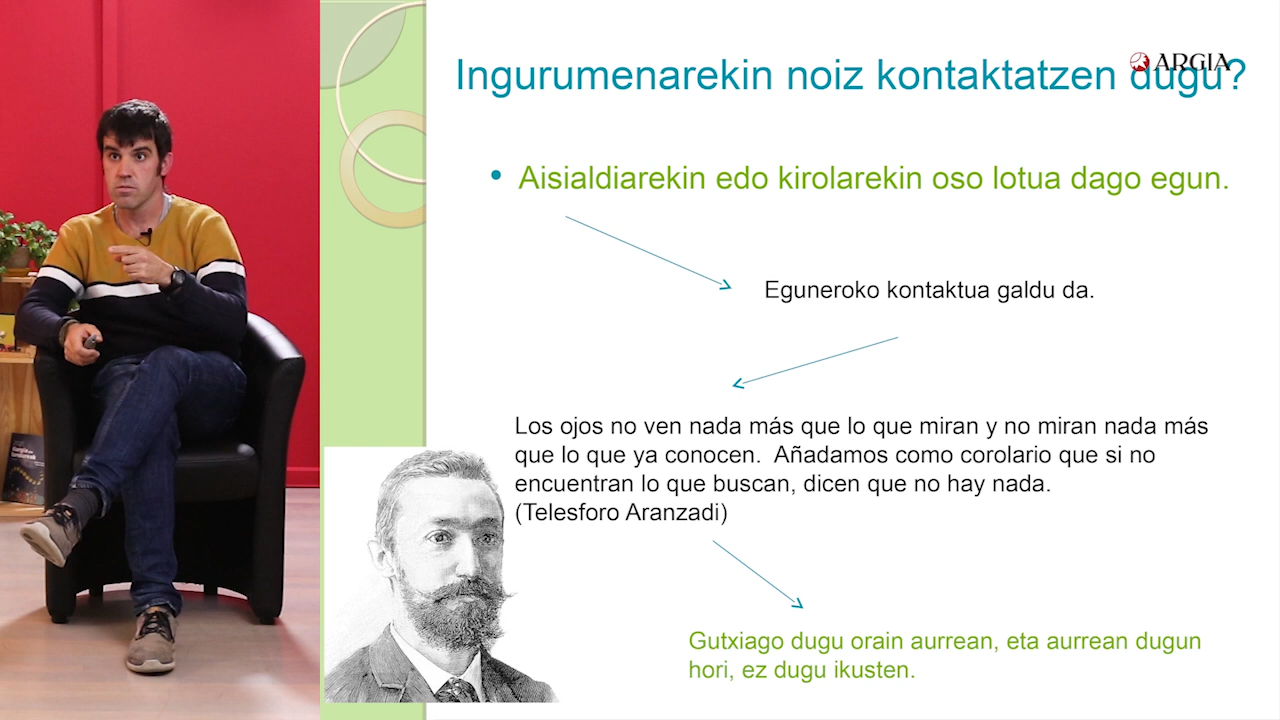 ARGIA
Ingurumenarekin noiz kontaktatzen dugu?
• Aisialdiarekin edo kirolarekin oso lotua dago egun.
Eguneroko kontaktua galdu da.
Los ojos no ven nada más que lo que miran y no miran nada más
que lo que ya conocen. Añadamos como corolario que si no
encuentran lo que buscan, dicen que no hay nada.
(Telesforo Aranzadi)
Gutxiago dugu orain aurrean, eta aurrean dugun
hori, ez dugu ikusten.